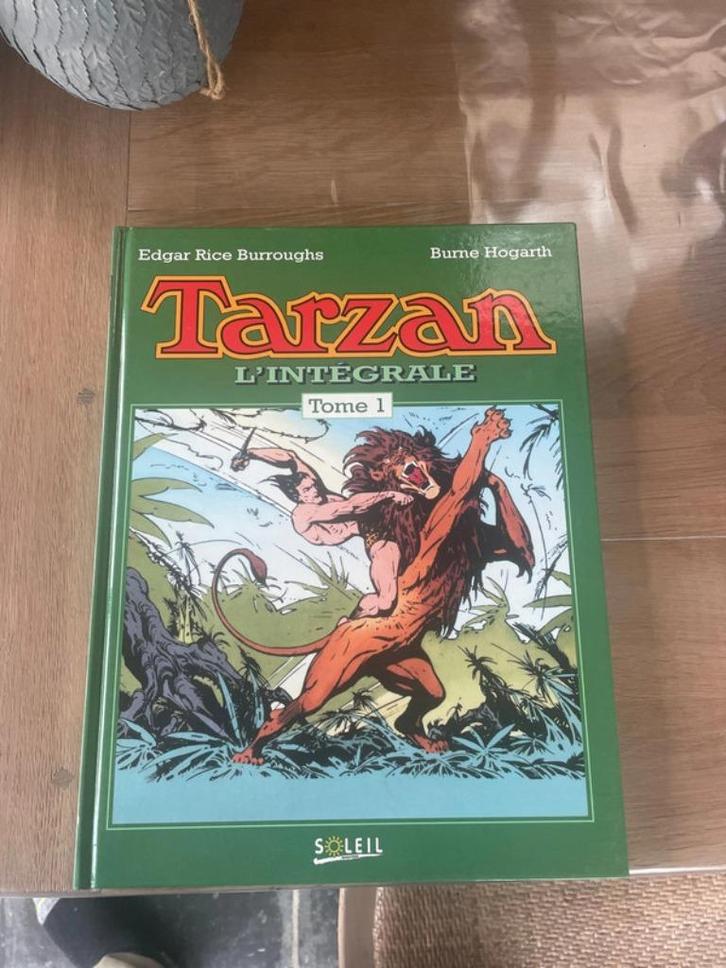 Edgar Rice Burroughs Burne Hogarth
Tarzan
L'INTÉGRALE
Tome 1
SOLEIL